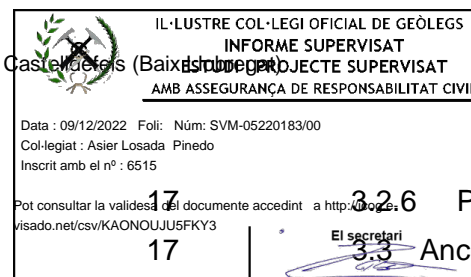 IL·LUSTRE COL·LEGI OFICIAL DE GEÒLEGS
INFORME SUPERVISAT
Castelldefels (Baix Llobregat).
ESTUDI - PROJECTE SUPERVISAT
AMB ASSEGURANÇA DE RESPONSABILITAT CIVIL
Data : 09/12/2022 Foli: Núm: SVM-05220183/00
Col·legiat : Asier Losada Pinedo
Inscrit amb el nº : 6515
17 3.2.6 P
Pot consultar la validesa del documente accedint a http://icog.e-
visado.net/csv/KAONOUJU5FKY3
El secretari
17 3.3 Anc